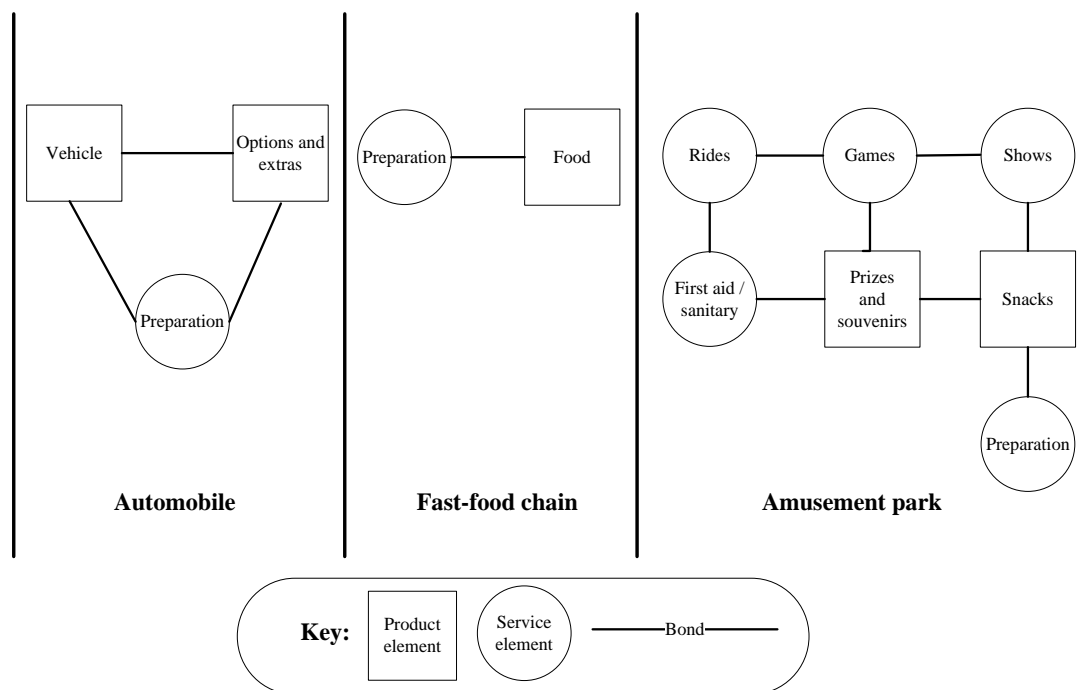 Vehicle
Options and
extras
Preparation
Automobile
Preparation
Food
Fast-food chain
Rides
Games
Shows
First aid /
sanitary
Prizes
and
souvenirs
Snacks
Preparation
Amusement park
Key:
Product
element
Service
element
Bond